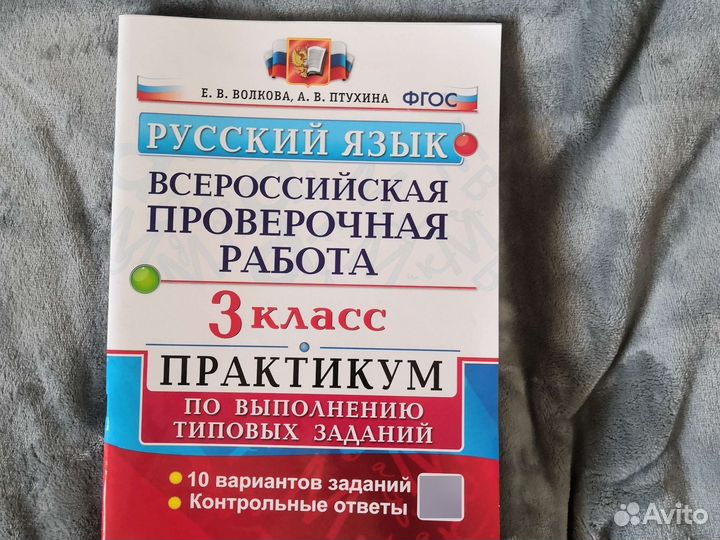 Е. В. ВОЛКОВА, А. В. ПТУХИНА ФГОС
РУССКИЙ ЯЗЫК
ВСЕРОССИЙСКАЯ
ПРОВЕРОЧНАЯ
РАБОТА
3 класс
ПРАКТИКУМ
ПО ВЫПОЛНЕНИЮ
ТИПОВЫХ ЗАДАНИЙ
10 вариантов заданий
Контрольные ответы
Avito